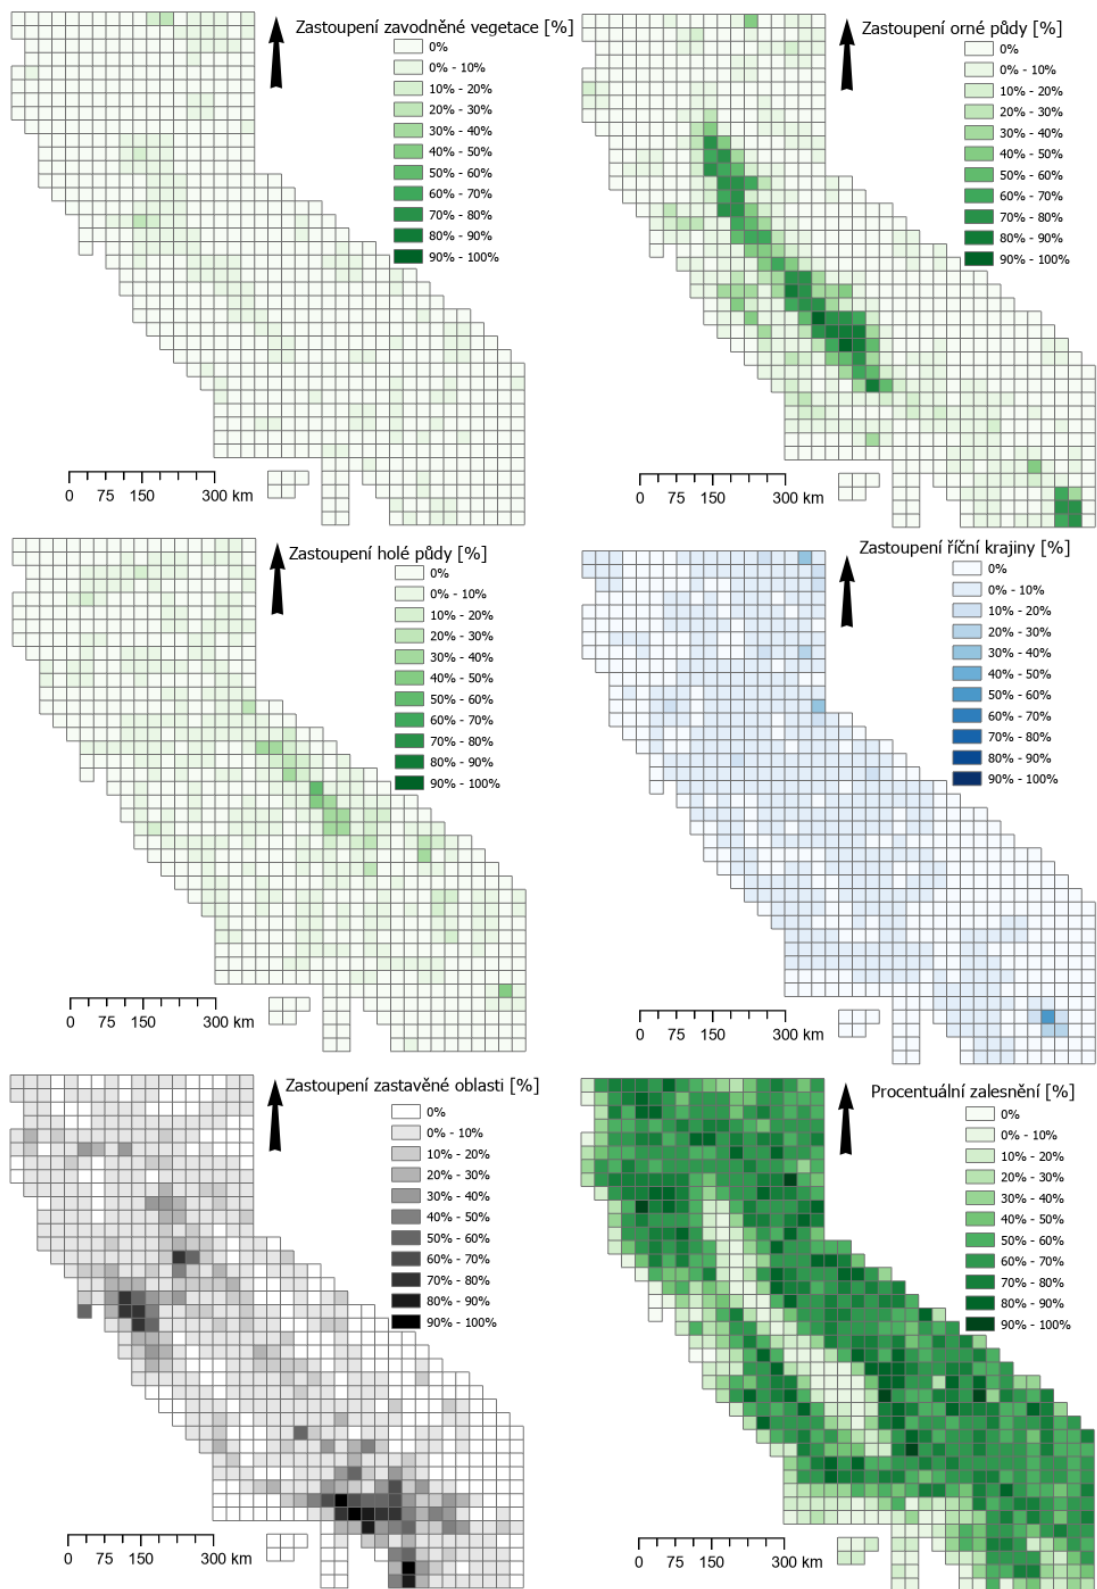 Zastoupení zavodněné vegetace [%]
0%
0% - 10%
10% - 20%
20% - 30%
30% - 40%
40% - 50%
50% - 60%
60% - 70%
70% - 80%
80% - 90%
90% - 100%
0 75 150 300 km
Zastoupení orné půdy [%]
0%
0% - 10%
10% - 20%
20% - 30%
30% - 40%
40% - 50%
50% - 60%
60% - 70%
70% - 80%
80% - 90%
90% - 100%
0 75 150 300 km
Zastoupení holé půdy [%]
0%
0% - 10%
10% - 20%
20% - 30%
30% - 40%
40% - 50%
50% - 60%
60% - 70%
70% - 80%
80% - 90%
90% - 100%
0 75 150 300 km
Zastoupení říční krajiny [%]
0%
0% - 10%
10% - 20%
20% - 30%
30% - 40%
40% - 50%
50% - 60%
60% - 70%
70% - 80%
80% - 90%
90% - 100%
0 75 150 300 km
Zastoupení zastavěné oblasti [%]
0%
0% - 10%
10% - 20%
20% - 30%
30% - 40%
40% - 50%
50% - 60%
60% - 70%
70% - 80%
80% - 90%
90% - 100%
0 75 150 300 km
Procentuální zalesnění [%]
0%
0% - 10%
10% - 20%
20% - 30%
30% - 40%
40% - 50%
50% - 60%
60% - 70%
70% - 80%
80% - 90%
90% - 100%
0 75 150 300 km